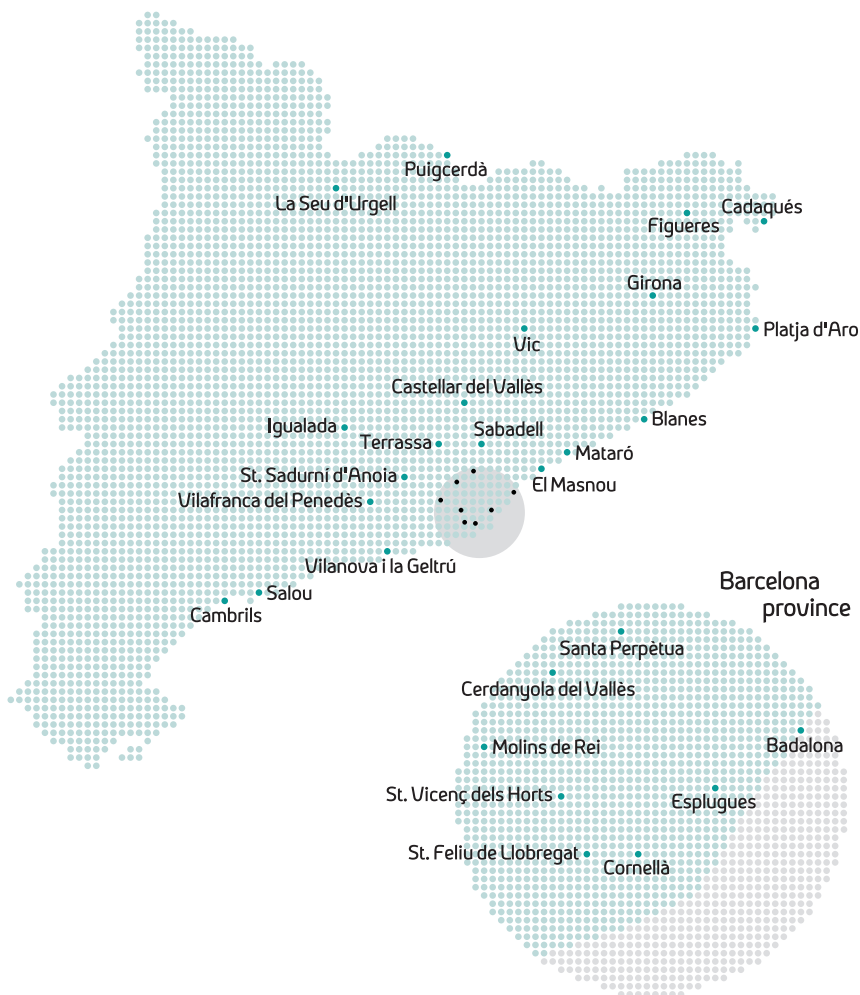 Puigcerdà
La Seu d'Urgell
Cadaqués
Figueres
Girona
Platja d'Aro
Vic
Castellar del Vallès
Blanes
Igualada
Sabadell
Terrassa
Mataró
St. Sadurní d'Anoia
El Masnou
Vilafranca del Penedès
Vilanova i la Geltrú
Salou
Cambrils
Barcelona
province
Santa Perpètua
Cerdanyola del Vallès
Molins de Rei
Badalona
St. Vicenç dels Horts
Esplugues
St. Feliu de Llobregat
Cornellà